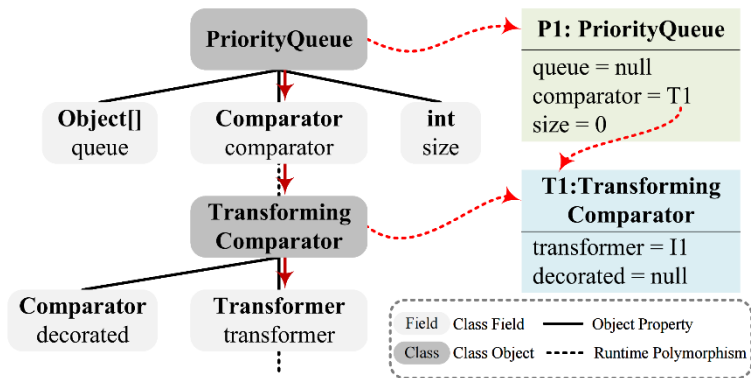 PriorityQueue
Object[]
queue
Comparator
comparator
int
size
Transforming
Comparator
Comparator
decorated
Transformer
transformer
P1: PriorityQueue
queue = null
comparator = T1
size = 0
T1:Transforming
Comparator
transformer = I1
decorated = null
Field Class Field Object Property
Class Class Object Runtime Polymorphism